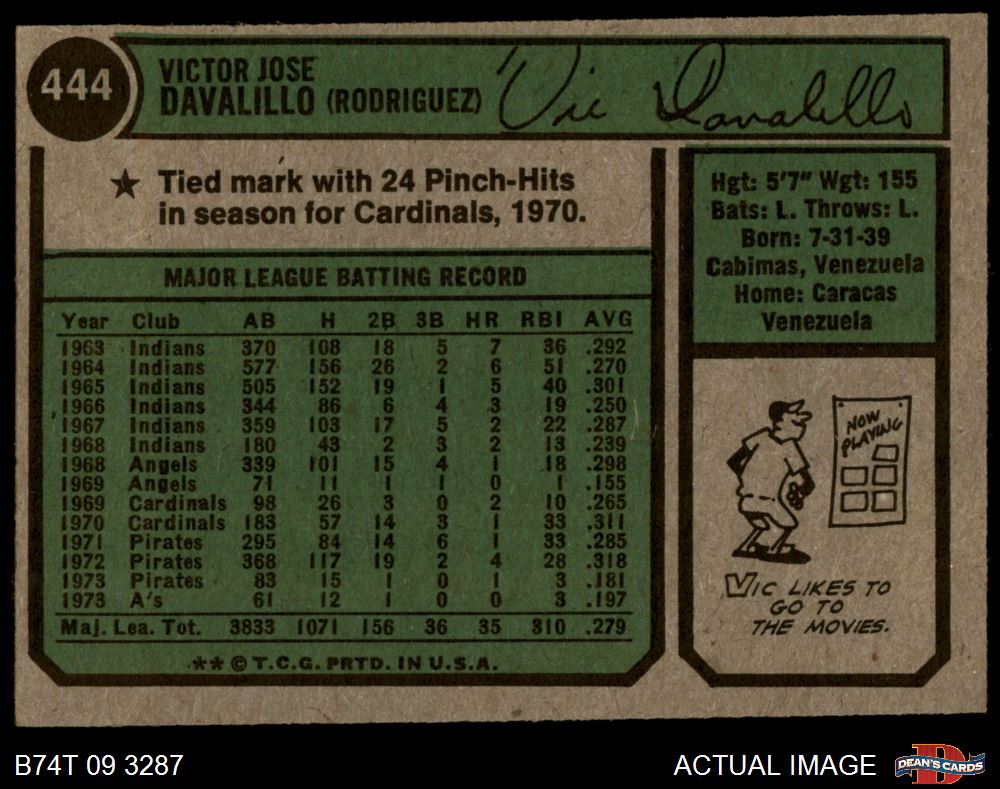 444
VICTOR JOSE
DAVALILLO (RODRIGUEZ)
Vic Davalillo
★ Tied mark with 24 Pinch-Hits
in season for Cardinals, 1970.
MAJOR LEAGUE BATTING RECORD
Year Club AB H 2B 3B HR RBI AVG
1963 Indians 370 108 18 5 7 36 .292
1964 Indians 577 156 26 2 6 51 .270
1965 Indians 505 152 19 1 5 40 .301
1966 Indians 344 86 6 4 3 19 .250
1967 Indians 359 103 17 5 2 22 .287
1968 Indians 180 43 2 3 2 13 .239
1968 Angels 339 101 15 4 1 18 .298
1969 Angels 71 11 1 1 0 1 .155
1969 Cardinals 98 26 3 0 2 10 .265
1970 Cardinals 183 57 14 3 1 33 .311
1971 Pirates 295 84 14 6 1 33 .285
1972 Pirates 368 117 19 2 4 28 .318
1973 Pirates 83 15 1 0 1 3 .181
1973 A's 61 12 1 0 0 3 .197
Maj. Lea. Tot. 3833 1071 156 36 35 310 .279
** © T.C.G. PRTD. IN U.S.A.
Hgt: 5'7" Wgt: 155
Bats: L. Throws: L.
Born: 7-31-39
Cabimas, Venezuela
Home: Caracas
Venezuela
NOW
PLAYING
VIC LIKES TO
GO TO
THE MOVIES.
B74T 09 3287
ACTUAL IMAGE
D
DEAN'S CARDS